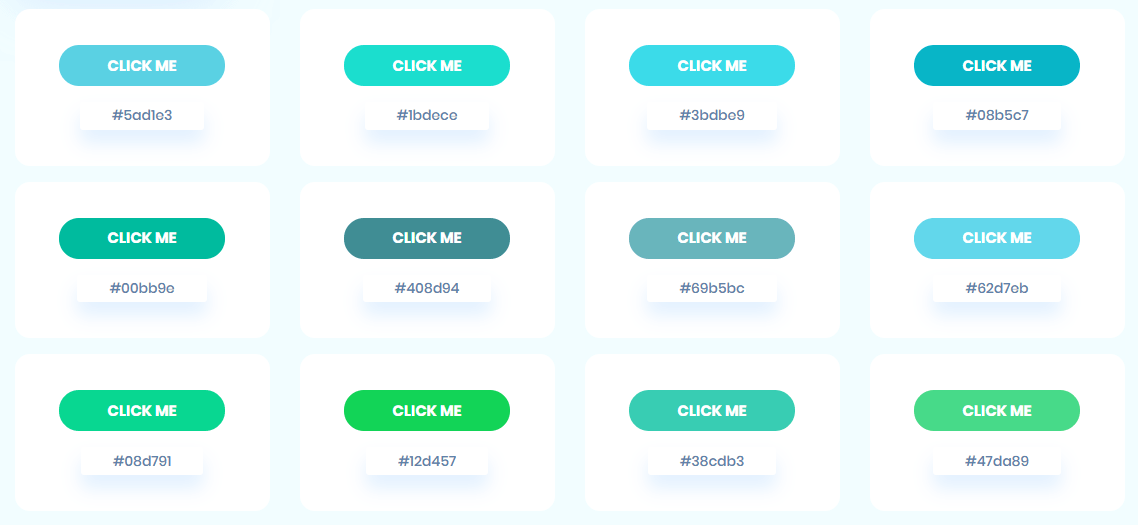 CLICK ME CLICK ME CLICK ME CLICK ME
#5ad1e3 #1bdece #3bdbe9 #08b5c7
CLICK ME CLICK ME CLICK ME CLICK ME
#00bb9e #408d94 #69b5bc #62d7eb
CLICK ME CLICK ME CLICK ME CLICK ME
#08d791 #12d457 #38cdb3 #47da89